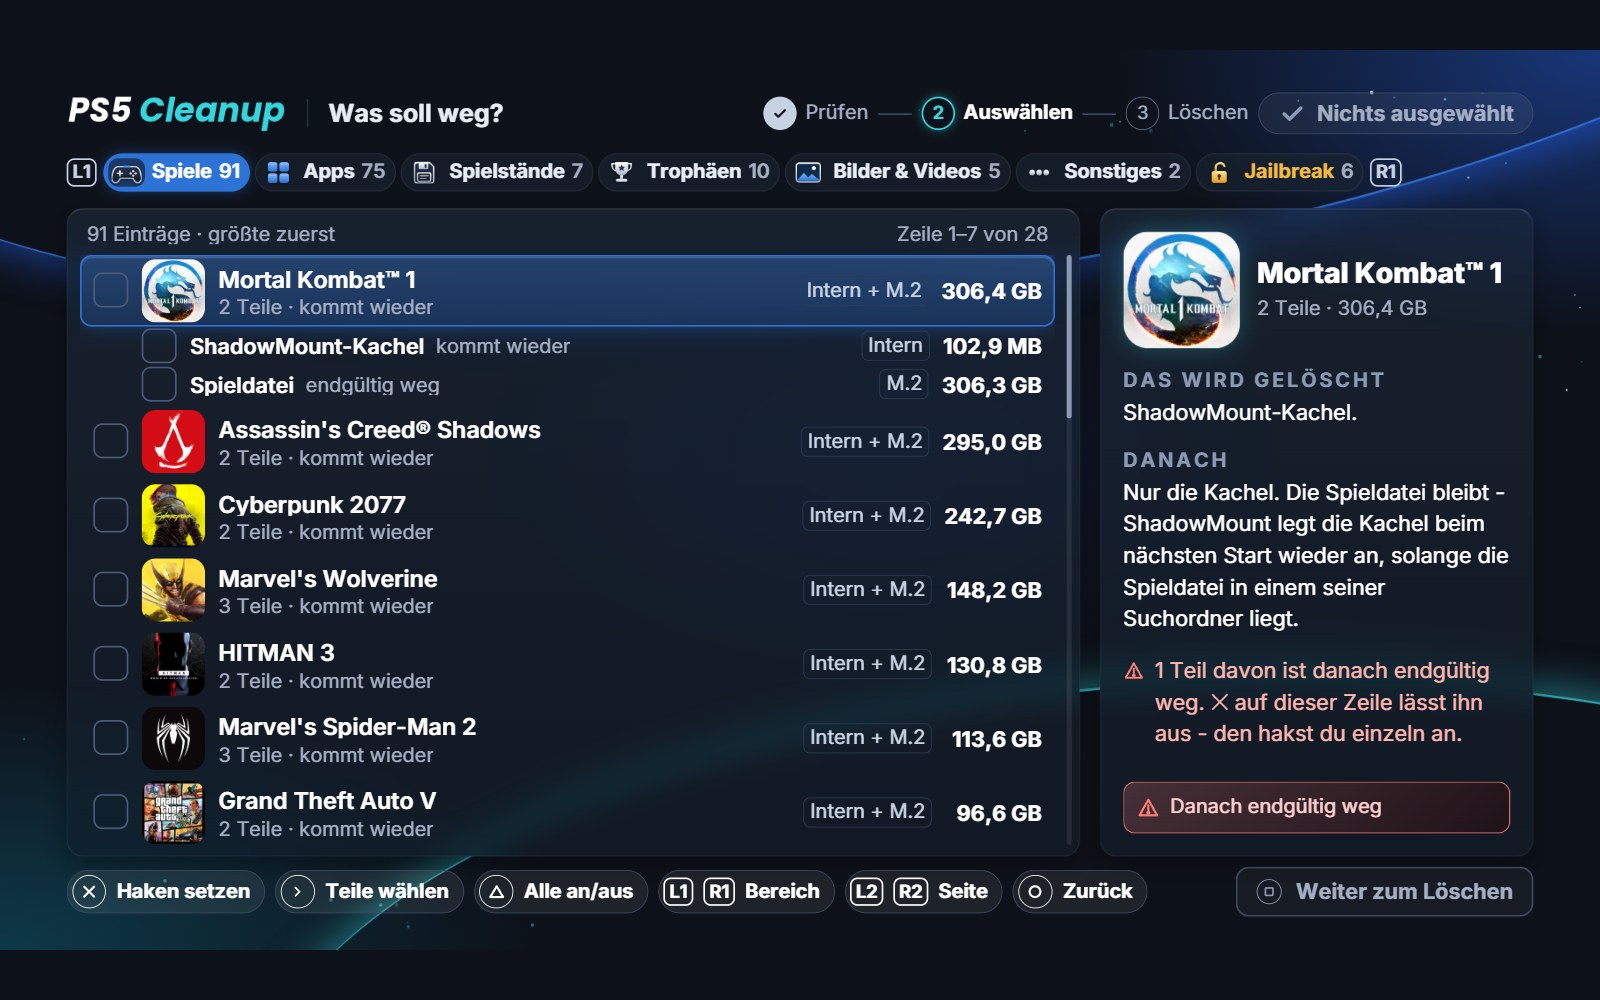 PS5 Cleanup
Was soll weg?
Prüfen
2 Auswählen
3 Löschen
Nichts ausgewählt
L1
Spiele 91
Apps 75
Spielstände 7
Trophäen 10
Bilder & Videos 5
Sonstiges 2
Jailbreak 6
R1
91 Einträge · größte zuerst
Zeile 1–7 von 28
MORTAL KOMBAT 1
Mortal Kombat™ 1
2 Teile · kommt wieder
Intern + M.2
306,4 GB
ShadowMount-Kachel kommt wieder
Intern
102,9 MB
Spieldatei endgültig weg
M.2
306,3 GB
Assassin's Creed® Shadows
2 Teile · kommt wieder
Intern + M.2
295,0 GB
Cyberpunk 2077
2 Teile · kommt wieder
Intern + M.2
242,7 GB
Marvel's Wolverine
3 Teile · kommt wieder
Intern + M.2
148,2 GB
HITMAN
HITMAN 3
2 Teile · kommt wieder
Intern + M.2
130,8 GB
Marvel's Spider-Man 2
3 Teile · kommt wieder
Intern + M.2
113,6 GB
grand
theft
auto
Grand Theft Auto V
2 Teile · kommt wieder
Intern + M.2
96,6 GB
MORTAL KOMBAT 1
Mortal Kombat™ 1
2 Teile · 306,4 GB
DAS WIRD GELÖSCHT
ShadowMount-Kachel.
DANACH
Nur die Kachel. Die Spieldatei bleibt -
ShadowMount legt die Kachel beim
nächsten Start wieder an, solange die
Spieldatei in einem seiner
Suchordner liegt.
1 Teil davon ist danach endgültig
weg. ✕ auf dieser Zeile lässt ihn
aus - den hakst du einzeln an.
Danach endgültig weg
Haken setzen
Teile wählen
Alle an/aus
L1 R1 Bereich
L2 R2 Seite
Zurück
Weiter zum Löschen